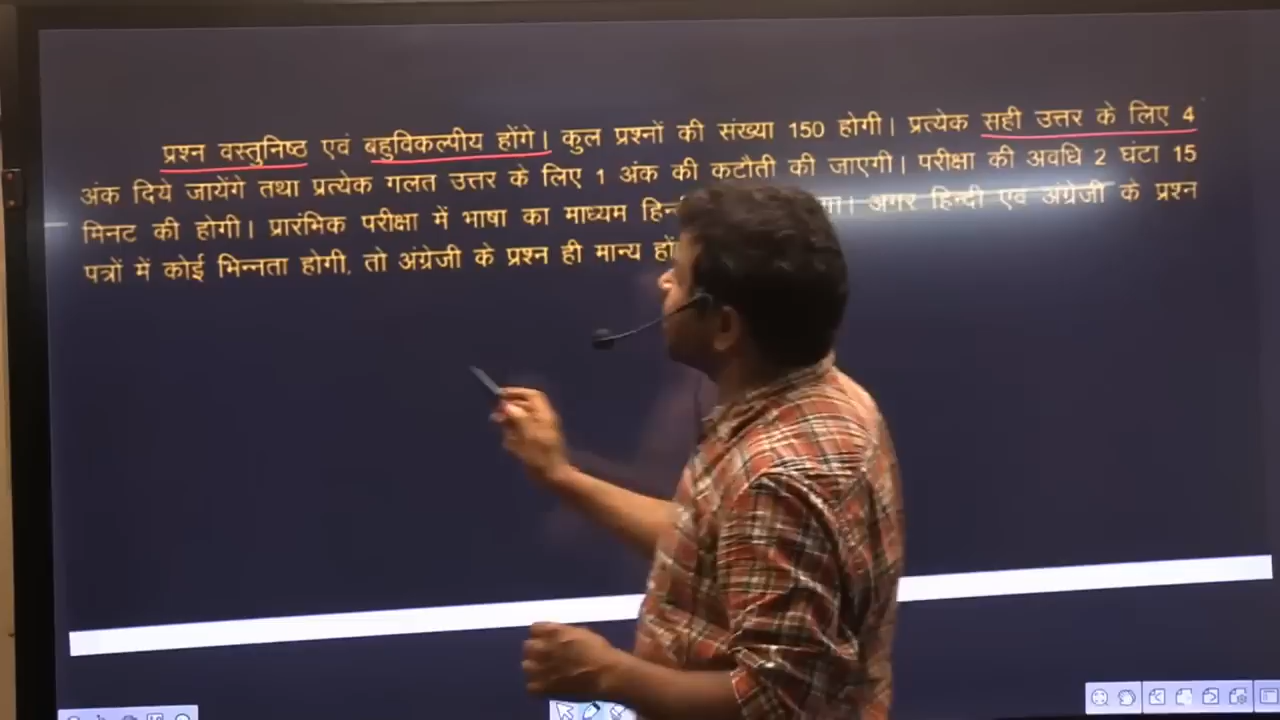 प्रश्न वस्तुनिष्ठ एवं बहुविकल्पीय होंगे। कुल प्रश्नों की संख्या 150 होगी। प्रत्येक सही उत्तर के लिए 4
अंक दिये जायेंगे तथा प्रत्येक गलत उत्तर के लिए 1 अंक की कटौती की जाएगी। परीक्षा की अवधि 2 घंटा 15
मिनट की होगी। प्रारंभिक परीक्षा में भाषा का माध्यम अगर हिन्दी एवं अंग्रेजी के प्रश्न
पत्रों में कोई भिन्नता होगी, तो अंग्रेजी के प्रश्न ही मान्य